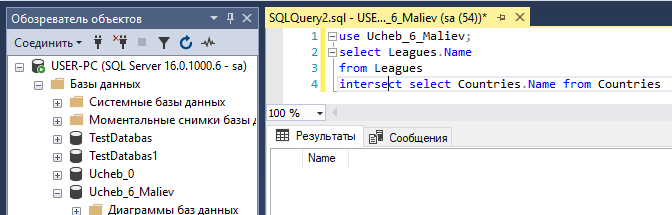 Обозреватель объектов
Соединить
USER-PC (SQL Server 16.0.1000.6 - sa)
Базы данных
Системные базы данных
Моментальные снимки базы д
TestDatabas
TestDatabas1
Ucheb_0
Ucheb_6_Maliev
Диаграммы баз данных
SQLQuery2.sql - USE..._6_Maliev (sa (54))*
1 use Ucheb_6_Maliev;
2 select Leagues.Name
3 from Leagues
4 intersect select Countries.Name from Countries
100 %
Результаты Сообщения
Name